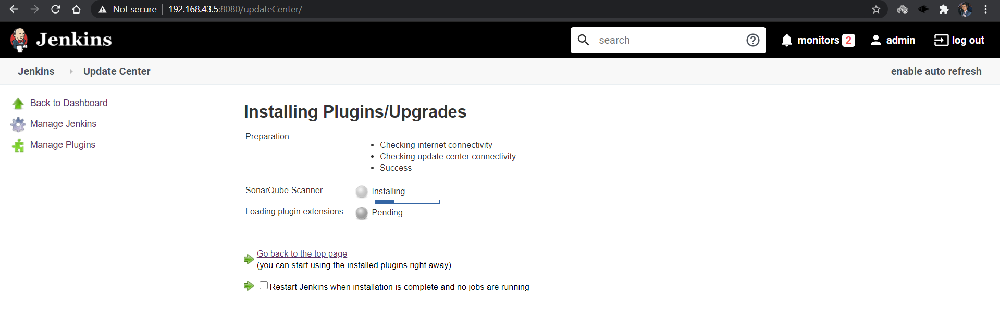 Not secure 192.168.43.5:8080/updateCenter/
Jenkins
search
monitors 2
admin
log out
Jenkins
Update Center
enable auto refresh
Back to Dashboard
Manage Jenkins
Manage Plugins
Installing Plugins/Upgrades
Preparation
Checking internet connectivity
Checking update center connectivity
Success
SonarQube Scanner
Installing
Loading plugin extensions
Pending
Go back to the top page
(you can start using the installed plugins right away)
Restart Jenkins when installation is complete and no jobs are running